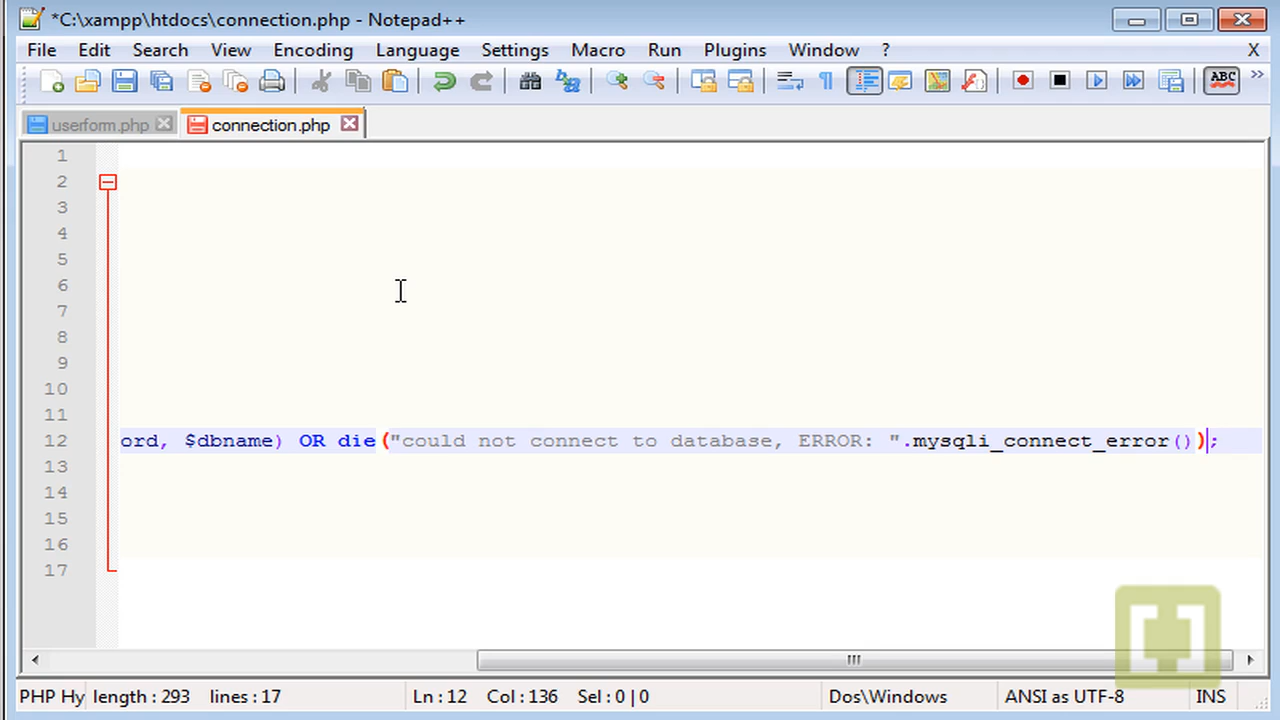 *C:\xampp\htdocs\connection.php - Notepad++
File Edit Search View Encoding Language Settings Macro Run Plugins Window ? X
ABC
userform.php connection.php
1
2
3
4
5
6
7
8
9
10
11
12 ord, $dbname) OR die("could not connect to database, ERROR: ".mysqli_connect_error());
13
14
15
16
17
PHP Hy length : 293 lines : 17 Ln : 12 Col : 136 Sel : 0 | 0 Dos\Windows ANSI as UTF-8 INS